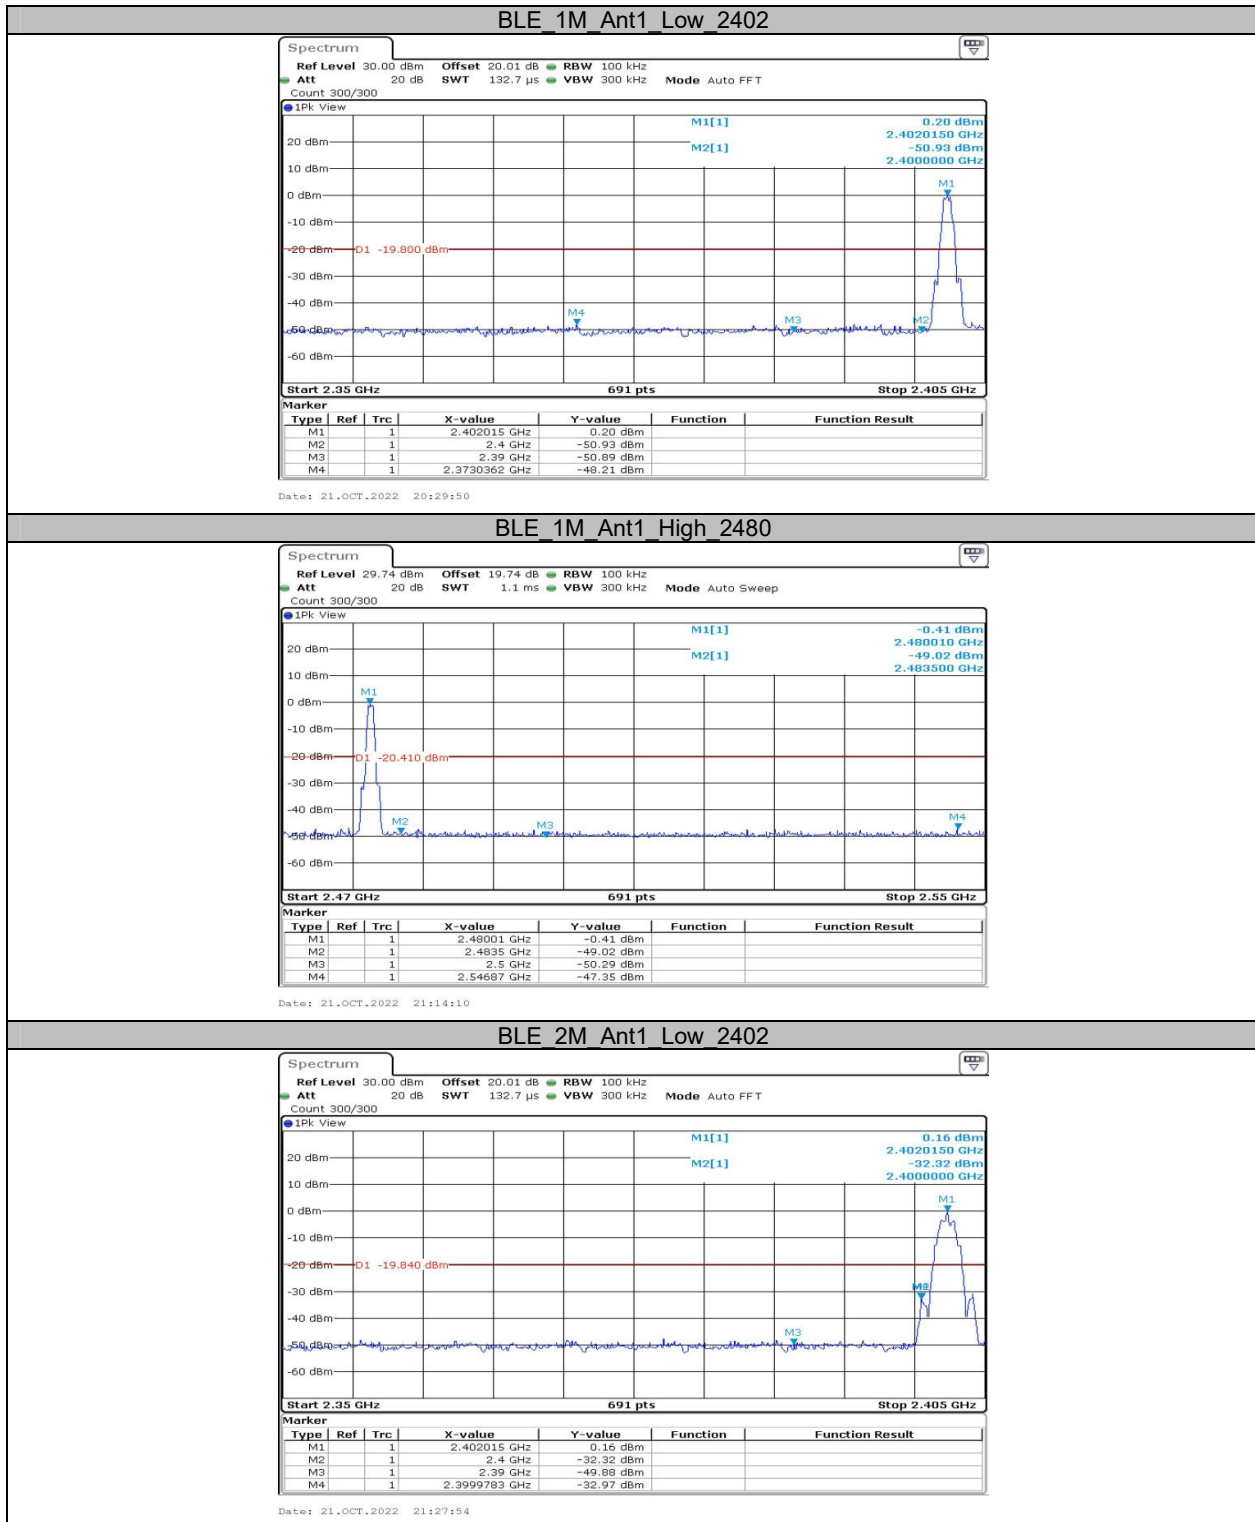 BLE_1M_Ant1_Low_2402
Spectrum
Ref Level 30.00 dBm Offset 20.01 dB RBW 100 kHz
Att 20 dB SWT 132.7 µs VBW 300 kHz Mode Auto FFT
Count 300/300
1Pk View
M1[1] 0.20 dBm
2.4020150 GHz
M2[1] -50.93 dBm
2.4000000 GHz
20 dBm
10 dBm
M1
0 dBm
-10 dBm
-20 dBm D1 -19.800 dBm
-30 dBm
-40 dBm
M4 M3 M2
-50 dBm
-60 dBm
Start 2.35 GHz 691 pts Stop 2.405 GHz
Marker
Type Ref Trc X-value Y-value Function Function Result
M1 1 2.402015 GHz 0.20 dBm
M2 1 2.4 GHz -50.93 dBm
M3 1 2.39 GHz -50.89 dBm
M4 1 2.3730362 GHz -48.21 dBm
Date: 21.OCT.2022 20:29:50
BLE_1M_Ant1_High_2480
Spectrum
Ref Level 29.74 dBm Offset 19.74 dB RBW 100 kHz
Att 20 dB SWT 1.1 ms VBW 300 kHz Mode Auto Sweep
Count 300/300
1Pk View
M1[1] -0.41 dBm
2.480010 GHz
M2[1] -49.02 dBm
2.483500 GHz
20 dBm
10 dBm
M1
0 dBm
-10 dBm
-20 dBm D1 -20.410 dBm
-30 dBm
-40 dBm
M2 M3 M4
-50 dBm
-60 dBm
Start 2.47 GHz 691 pts Stop 2.55 GHz
Marker
Type Ref Trc X-value Y-value Function Function Result
M1 1 2.48001 GHz -0.41 dBm
M2 1 2.4835 GHz -49.02 dBm
M3 1 2.5 GHz -50.29 dBm
M4 1 2.54687 GHz -47.35 dBm
Date: 21.OCT.2022 21:14:10
BLE_2M_Ant1_Low_2402
Spectrum
Ref Level 30.00 dBm Offset 20.01 dB RBW 100 kHz
Att 20 dB SWT 132.7 µs VBW 300 kHz Mode Auto FFT
Count 300/300
1Pk View
M1[1] 0.16 dBm
2.4020150 GHz
M2[1] -32.32 dBm
2.4000000 GHz
20 dBm
10 dBm
M1
0 dBm
-10 dBm
-20 dBm D1 -19.840 dBm
-30 dBm
-40 dBm
M3
-50 dBm
-60 dBm
Start 2.35 GHz 691 pts Stop 2.405 GHz
Marker
Type Ref Trc X-value Y-value Function Function Result
M1 1 2.402015 GHz 0.16 dBm
M2 1 2.4 GHz -32.32 dBm
M3 1 2.39 GHz -49.88 dBm
M4 1 2.3999783 GHz -32.97 dBm
Date: 21.OCT.2022 21:27:54